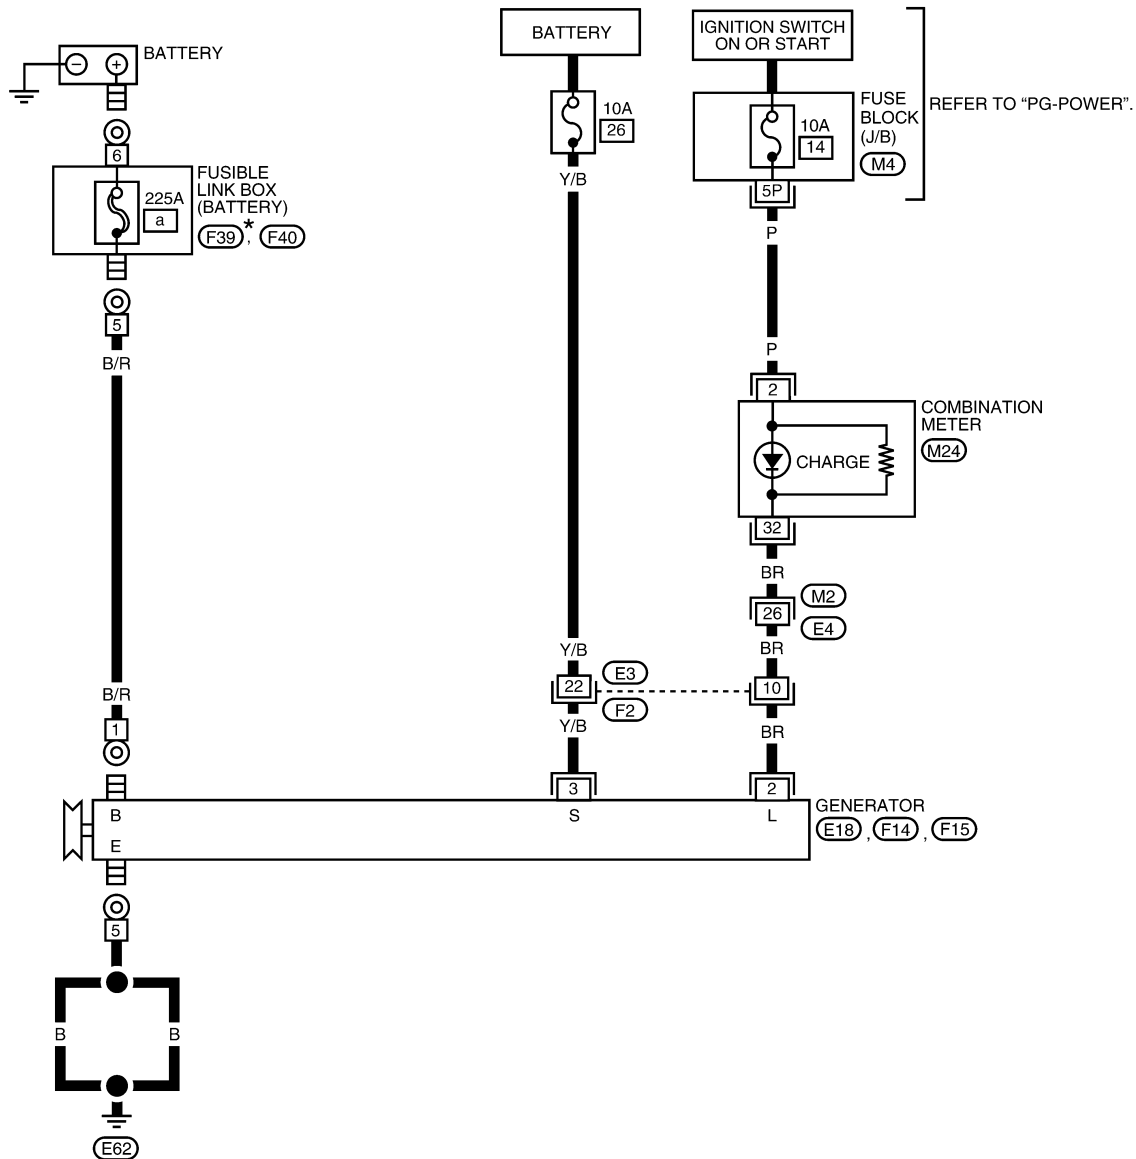 BATTERY
IGNITION SWITCH
ON OR START
− +
BATTERY
10A
26
10A
14
FUSE
BLOCK
(J/B)
M4
REFER TO “PG-POWER”.
6
FUSIBLE
LINK BOX
(BATTERY)
225A
a
F39 * , F40
Y/B
5P
P
5
B/R
P
2
COMBINATION
METER
M24
CHARGE
32
BR
26
M2
E4
Y/B
BR
22
E3
F2
10
B/R
1
Y/B
BR
3
2
B
S
L
GENERATOR
E18 , F14 , F15
E
5
B
B
E62